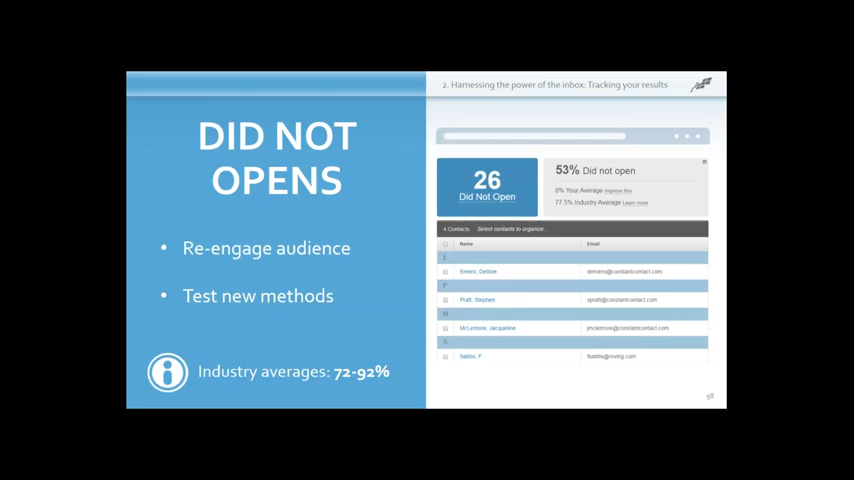 2. Harnessing the power of the inbox: Tracking your results
DID NOT
OPENS
• Re-engage audience
• Test new methods
Industry averages: 72-92%
26
Did Not Open
53% Did not open
0% Your Average Improve this
77.5% Industry Average Learn more
4 Contacts Select contacts to organize...
Name Email
E
Emero, Debbie demero@constantcontact.com
P
Pratt, Stephen spratt@constantcontact.com
M
McLemore, Jacqueline jmclemore@constantcontact.com
S
Sabbs, F. fsabbs@roving.com
58